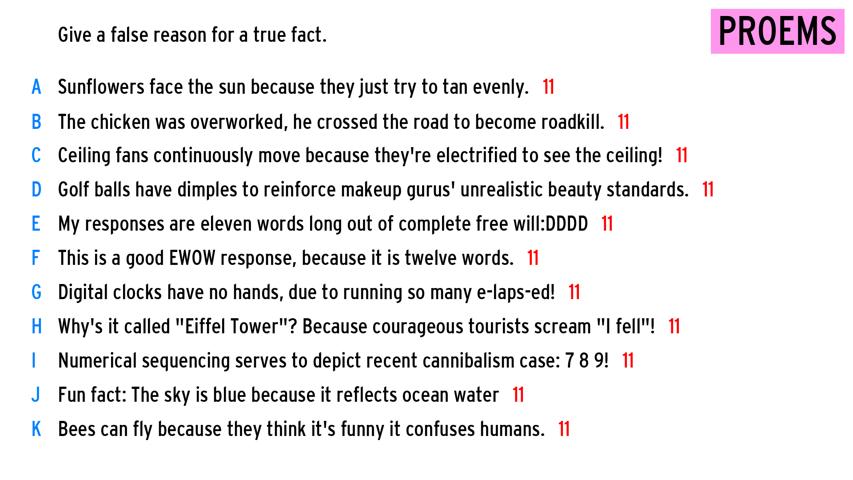 Give a false reason for a true fact.
PROEMS
A Sunflowers face the sun because they just try to tan evenly. 11
B The chicken was overworked, he crossed the road to become roadkill. 11
C Ceiling fans continuously move because they're electrified to see the ceiling! 11
D Golf balls have dimples to reinforce makeup gurus' unrealistic beauty standards. 11
E My responses are eleven words long out of complete free will:DDDD 11
F This is a good EWOW response, because it is twelve words. 11
G Digital clocks have no hands, due to running so many e-laps-ed! 11
H Why's it called "Eiffel Tower"? Because courageous tourists scream "I fell"! 11
I Numerical sequencing serves to depict recent cannibalism case: 7 8 9! 11
J Fun fact: The sky is blue because it reflects ocean water 11
K Bees can fly because they think it's funny it confuses humans. 11